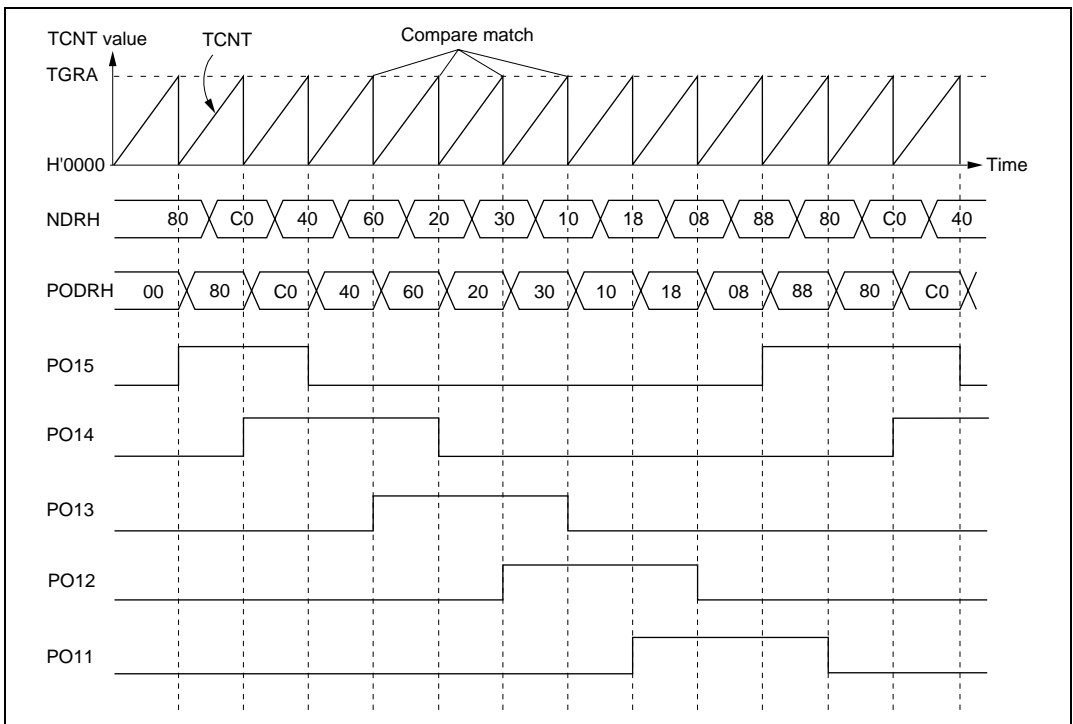 TCNT value
TCNT
Compare match
TGRA
H'0000
Time
NDRH 80 C0 40 60 20 30 10 18 08 88 80 C0 40
PODRH 00 80 C0 40 60 20 30 10 18 08 88 80 C0
PO15
PO14
PO13
PO12
PO11